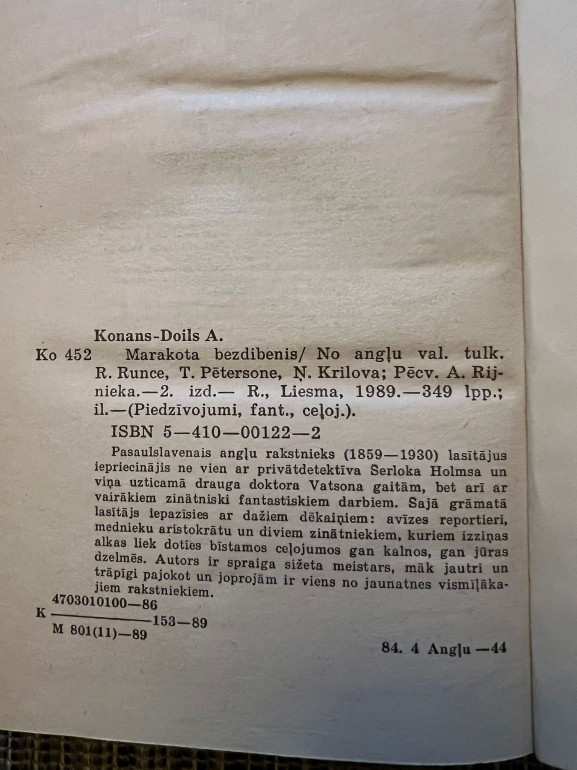 Konans-Doils A.
Ko 452 Marakota bezdibenis/ No angļu val. tulk.
R. Runce, T. Pētersone, Ņ. Krilova; Pēcv. A. Rij-
nieka.—2. izd.— R., Liesma, 1989.—349 lpp.;
il.—(Piedzīvojumi, fant., ceļoj.).
ISBN 5—410—00122—2
Pasaulslavenais angļu rakstnieks (1859—1930) lasītājus
iepriecinājis ne vien ar privātdetektīva Šerloka Holmsa un
viņa uzticamā drauga doktora Vatsona gaitām, bet arī ar
vairākiem zinātniski fantastiskiem darbiem. Šajā grāmatā
lasītājs iepazīsies ar dažiem dēkaiņiem: avīzes reportieri,
mednieku aristokrātu un diviem zinātniekiem, kuriem izziņas
alkas liek doties bīstamos ceļojumos gan kalnos, gan jūras
dzelmēs. Autors ir spraiga sižeta meistars, māk jautri un
trāpīgi pajokot un joprojām ir viens no jaunatnes vismīļāka-
jiem rakstniekiem.
4703010100—86
K ————— 153—89
M 801(11)—89
84. 4 Angļu —44